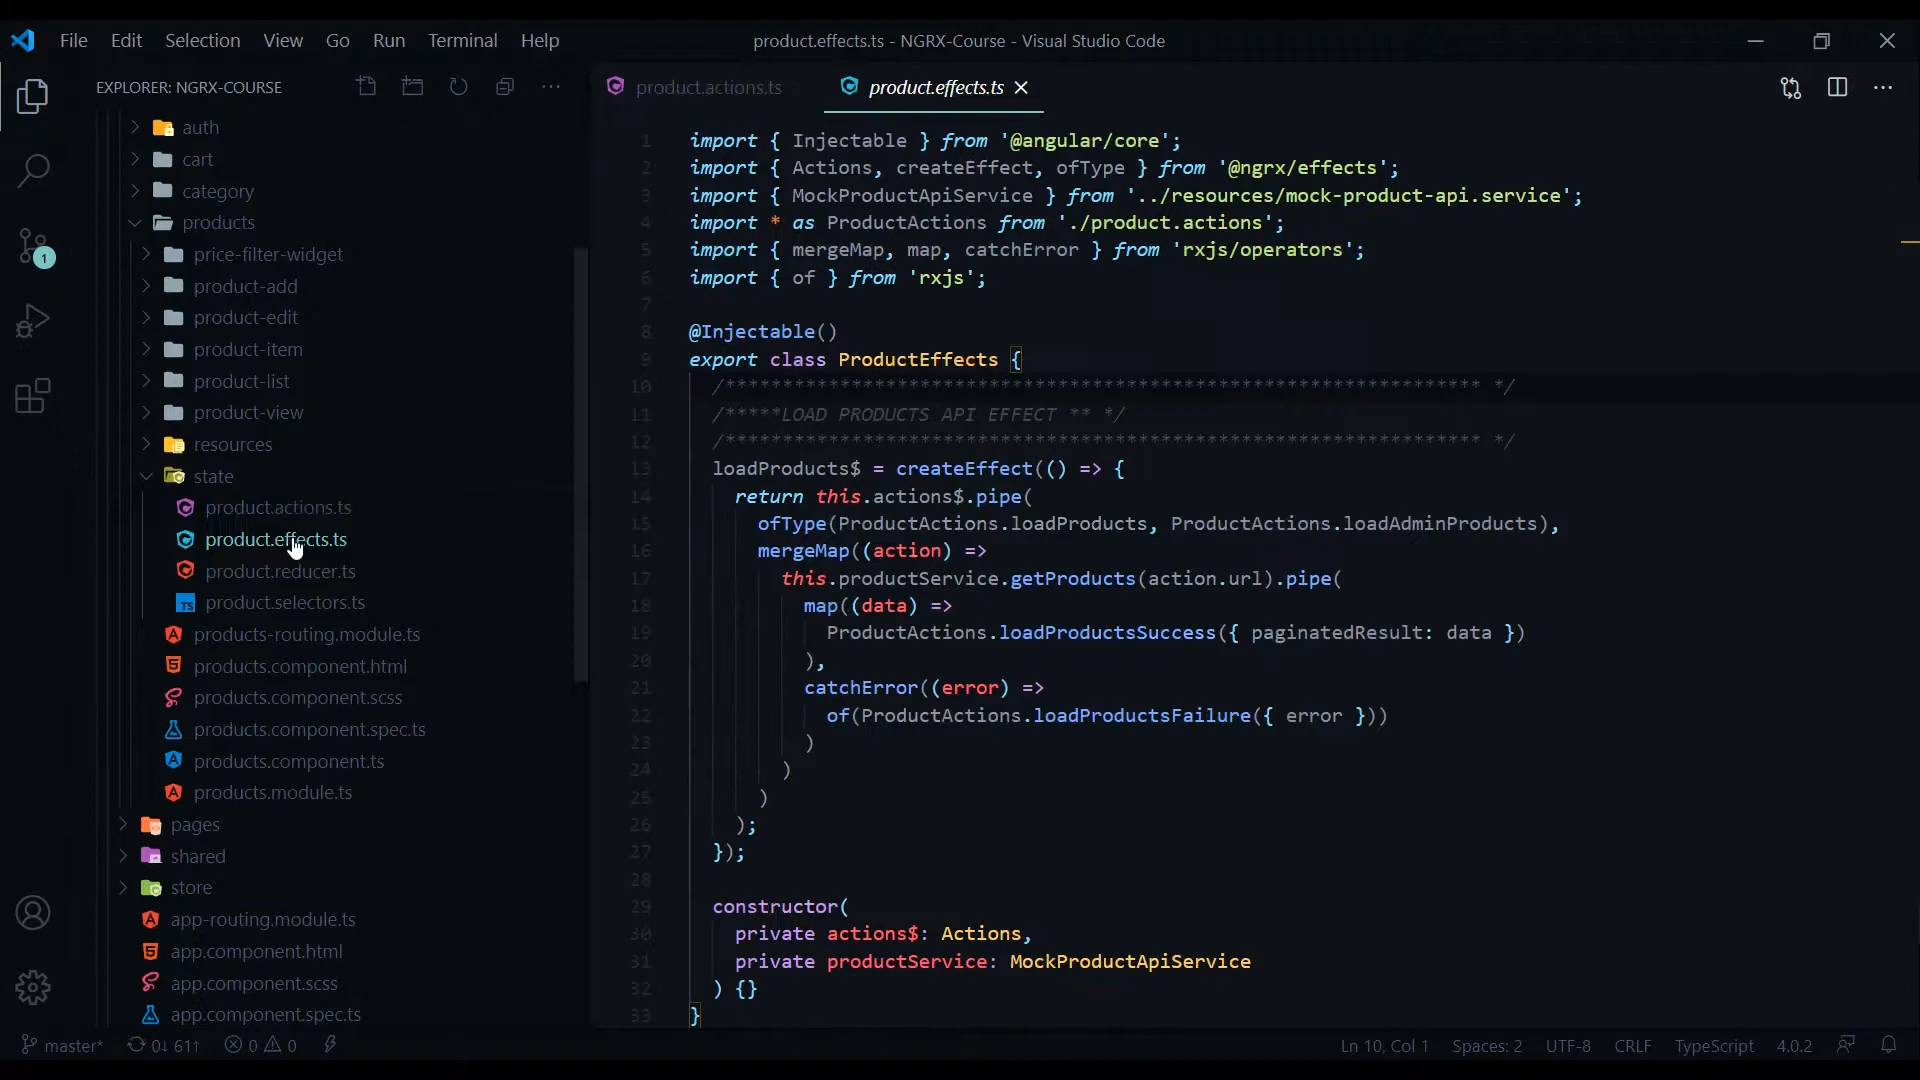 File Edit Selection View Go Run Terminal Help
product.effects.ts - NGRX-Course - Visual Studio Code
EXPLORER: NGRX-COURSE
auth
cart
category
products
price-filter-widget
product-add
product-edit
product-item
product-list
product-view
resources
state
product.actions.ts
product.effects.ts
product.reducer.ts
TS product.selectors.ts
products-routing.module.ts
products.component.html
products.component.scss
products.component.spec.ts
products.component.ts
products.module.ts
pages
shared
store
app-routing.module.ts
app.component.html
app.component.scss
app.component.spec.ts
1
product.actions.ts
product.effects.ts
1 import { Injectable } from '@angular/core';
2 import { Actions, createEffect, ofType } from '@ngrx/effects';
3 import { MockProductApiService } from '../resources/mock-product-api.service';
4 import * as ProductActions from './product.actions';
5 import { mergeMap, map, catchError } from 'rxjs/operators';
6 import { of } from 'rxjs';
7
8 @Injectable()
9 export class ProductEffects {
10 /****************************************************************** */
11 /*****LOAD PRODUCTS API EFFECT ** */
12 /****************************************************************** */
13 loadProducts$ = createEffect(() => {
14 return this.actions$.pipe(
15 ofType(ProductActions.loadProducts, ProductActions.loadAdminProducts),
16 mergeMap((action) =>
17 this.productService.getProducts(action.url).pipe(
18 map((data) =>
19 ProductActions.loadProductsSuccess({ paginatedResult: data })
20 ),
21 catchError((error) =>
22 of(ProductActions.loadProductsFailure({ error }))
23 )
24 )
25 )
26 );
27 });
28
29 constructor(
30 private actions$: Actions,
31 private productService: MockProductApiService
32 ) {}
33 }
master* 0↓ 61↑ 0 0
Ln 10, Col 1 Spaces: 2 UTF-8 CRLF TypeScript 4.0.2